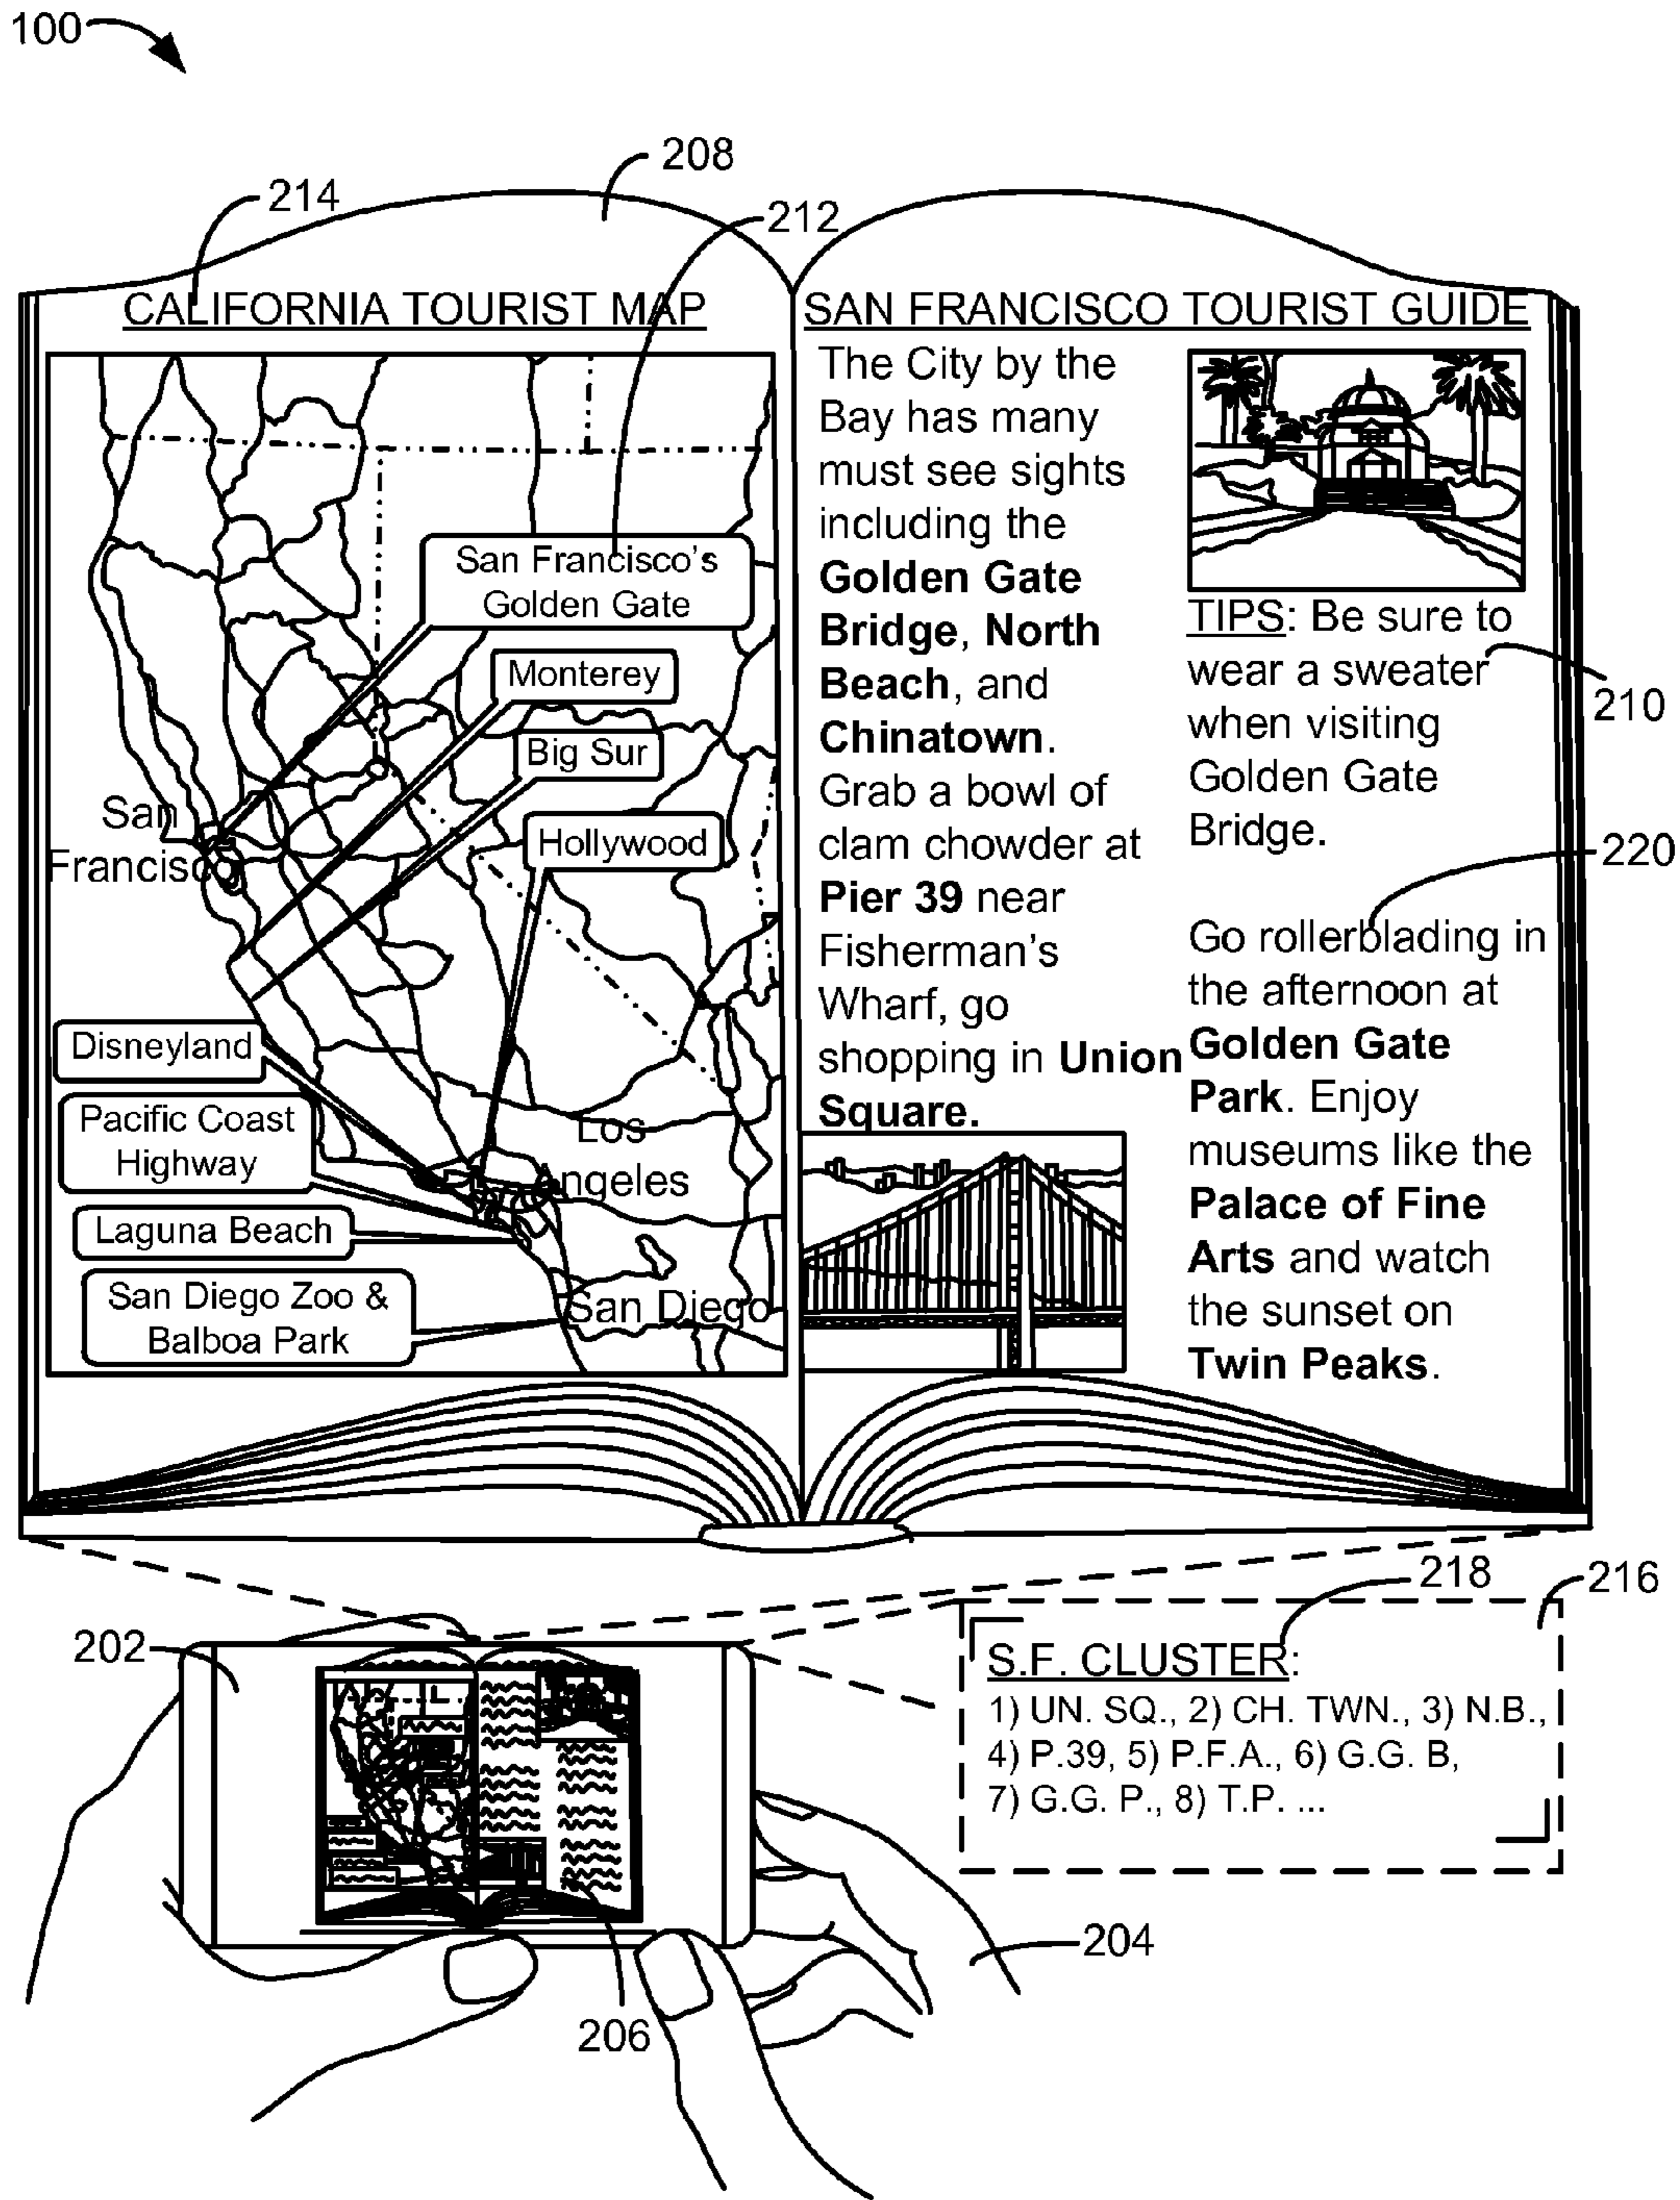 100
208
214
212
CALIFORNIA TOURIST MAP
San Francisco's
Golden Gate
Monterey
Big Sur
San
Francisco
Hollywood
Disneyland
Pacific Coast
Highway
Los
Angeles
Laguna Beach
San Diego Zoo &
Balboa Park
San Diego
SAN FRANCISCO TOURIST GUIDE
The City by the
Bay has many
must see sights
including the
Golden Gate
Bridge, North
Beach, and
Chinatown.
Grab a bowl of
clam chowder at
Pier 39 near
Fisherman's
Wharf, go
shopping in Union
Square.
TIPS: Be sure to
wear a sweater
when visiting
Golden Gate
Bridge.
210
220
Go rollerblading in
the afternoon at
Golden Gate
Park. Enjoy
museums like the
Palace of Fine
Arts and watch
the sunset on
Twin Peaks.
218
216
202
S.F. CLUSTER:
1) UN. SQ., 2) CH. TWN., 3) N.B.,
4) P.39, 5) P.F.A., 6) G.G. B,
7) G.G. P., 8) T.P. ...
204
206